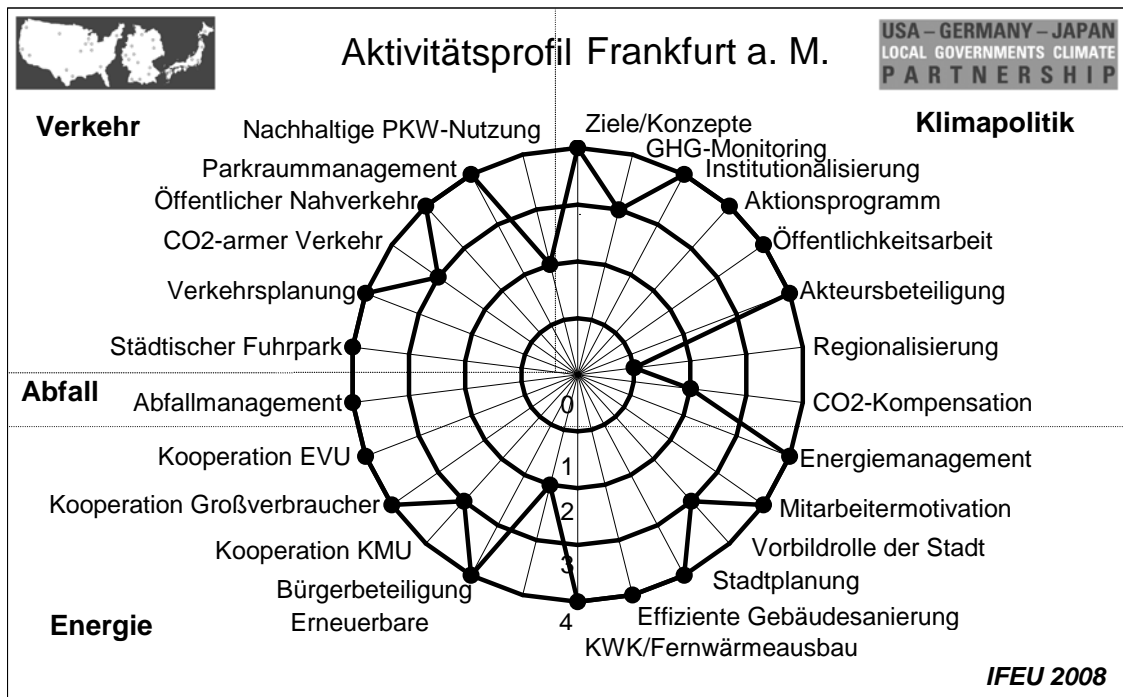 Aktivitätsprofil Frankfurt a. M.
USA – GERMANY – JAPAN
LOCAL GOVERNMENTS CLIMATE
PARTNERSHIP
Verkehr
Klimapolitik
Ziele/Konzepte
GHG-Monitoring
Institutionalisierung
Aktionsprogramm
Öffentlichkeitsarbeit
Akteursbeteiligung
Regionalisierung
CO2-Kompensation
Energiemanagement
Mitarbeitermotivation
Vorbildrolle der Stadt
Stadtplanung
Effiziente Gebäudesanierung
KWK/Fernwärmeausbau
Erneuerbare
Bürgerbeteiligung
Kooperation KMU
Kooperation Großverbraucher
Kooperation EVU
Abfallmanagement
Städtischer Fuhrpark
Verkehrsplanung
CO2-armer Verkehr
Öffentlicher Nahverkehr
Parkraummanagement
Nachhaltige PKW-Nutzung
Abfall
Energie
0
1
2
3
4
IFEU 2008